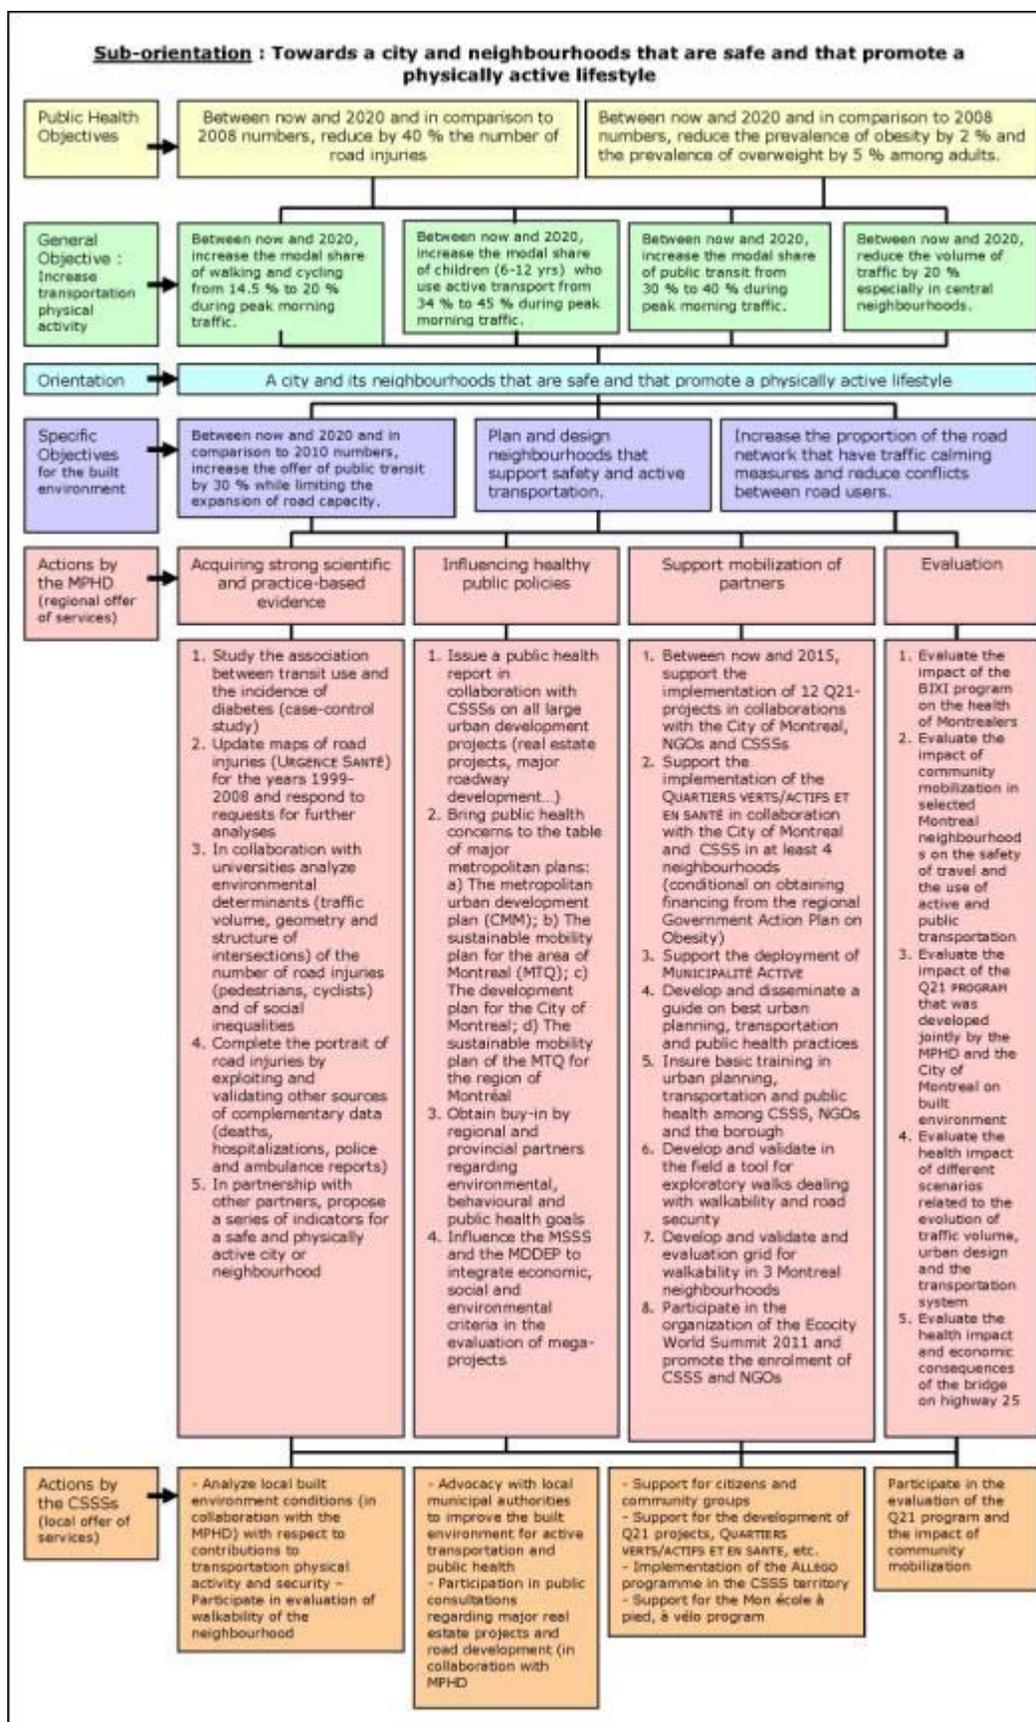 Sub-orientation : Towards a city and neighbourhoods that are safe and that promote a
physically active lifestyle
Public Health
Objectives
Between now and 2020 and in comparison to
2008 numbers, reduce by 40 % the number of
road injuries
Between now and 2020 and in comparison to 2008
numbers, reduce the prevalence of obesity by 2 % and
the prevalence of overweight by 5 % among adults.
General
Objective :
Increase
transportation
physical
activity
Between now and 2020,
increase the modal share
of walking and cycling
from 14.5 % to 20 %
during peak morning
traffic.
Between now and 2020,
increase the modal share
of children (6-12 yrs) who
use active transport from
34 % to 45 % during peak
morning traffic.
Between now and 2020,
increase the modal share
of public transit from
30 % to 40 % during
peak morning traffic.
Between now and 2020,
reduce the volume of
traffic by 20 %
especially in central
neighbourhoods.
Orientation
A city and its neighbourhoods that are safe and that promote a physically active lifestyle
Specific
Objectives
for the built
environment
Between now and 2020 and in
comparison to 2010 numbers,
increase the offer of public transit
by 30 % while limiting the
expansion of road capacity.
Plan and design
neighbourhoods that
support safety and active
transportation.
Increase the proportion of the road
network that have traffic calming
measures and reduce conflicts
between road users.
Actions by
the MPHD
(regional offer
of services)
Acquiring strong scientific
and practice-based
evidence
Influencing healthy
public policies
Support mobilization of
partners
Evaluation
1. Study the association
between transit use and
the incidence of
diabetes (case-control
study)
2. Update maps of road
injuries (URGENCE SANTÉ)
for the years 1999-
2008 and respond to
requests for further
analyses
3. In collaboration with
universities analyze
environmental
determinants (traffic
volume, geometry and
structure of
intersections) of the
number of road injuries
(pedestrians, cyclists)
and of social
inequalities
4. Complete the portrait of
road injuries by
exploiting and
validating other sources
of complementary data
(deaths,
hospitalizations, police
and ambulance reports)
5. In partnership with
other partners, propose
a series of indicators for
a safe and physically
active city or
neighbourhood
1. Issue a public health
report in
collaboration with
CSSSs on all large
urban development
projects (real estate
projects, major
roadway
development...)
2. Bring public health
concerns to the table
of major
metropolitan plans:
a) The metropolitan
urban development
plan (CMM); b) The
sustainable mobility
plan for the area of
Montreal (MTQ); c)
The development
plan for the City of
Montreal; d) The
sustainable mobility
plan of the MTQ for
the region of
Montréal
3. Obtain buy-in by
regional and
provincial partners
regarding
environmental,
behavioural and
public health goals
4. Influence the MSSS
and the MDDEP to
integrate economic,
social and
environmental
criteria in the
evaluation of mega-
projects
1. Between now and 2015,
support the
implementation of 12 Q21-
projects in collaborations
with the City of Montreal,
NGOs and CSSSs
2. Support the
implementation of the
QUARTIERS VERTS/ACTIFS ET
EN SANTÉ in collaboration
with the City of Montreal
and CSSS in at least 4
neighbourhoods
(conditional on obtaining
financing from the regional
Government Action Plan on
Obesity)
3. Support the deployment of
MUNICIPALITÉ ACTIVE
4. Develop and disseminate a
guide on best urban
planning, transportation
and public health practices
5. Insure basic training in
urban planning,
transportation and public
health among CSSS, NGOs
and the borough
6. Develop and validate in
the field a tool for
exploratory walks dealing
with walkability and road
security
7. Develop and validate and
evaluation grid for
walkability in 3 Montreal
neighbourhoods
8. Participate in the
organization of the Ecocity
World Summit 2011 and
promote the enrolment of
CSSS and NGOs
1. Evaluate the
impact of the
BIXI program
on the health
of Montrealers
2. Evaluate the
impact of
community
mobilization in
selected
Montreal
neighbourhood
s on the safety
of travel and
the use of
active and
public
transportation
3. Evaluate the
impact of the
Q21 PROGRAM
that was
developed
jointly by the
MPHD and the
City of
Montreal on
built
environment
4. Evaluate the
health impact
of different
scenarios
related to the
evolution of
traffic volume,
urban design
and the
transportation
system
5. Evaluate the
health impact
and economic
consequences
of the bridge
on highway 25
Actions by
the CSSSs
(local offer of
services)
- Analyze local built
environment conditions (in
collaboration with the
MPHD) with respect to
contributions to
transportation physical
activity and security –
Participate in evaluation of
walkability of the
neighbourhood
- Advocacy with local
municipal authorities
to improve the built
environment for active
transportation and
public health
- Participation in public
consultations
regarding major real
estate projects and
road development (in
collaboration with
MPHD
- Support for citizens and
community groups
- Support for the development of
Q21 projects, QUARTIERS
VERTS/ACTIFS ET EN SANTE, etc.
- Implementation of the ALLEGO
programme in the CSSS territory
- Support for the Mon école à
pied, à vélo program
Participate in the
evaluation of the
Q21 program and
the impact of
community
mobilization